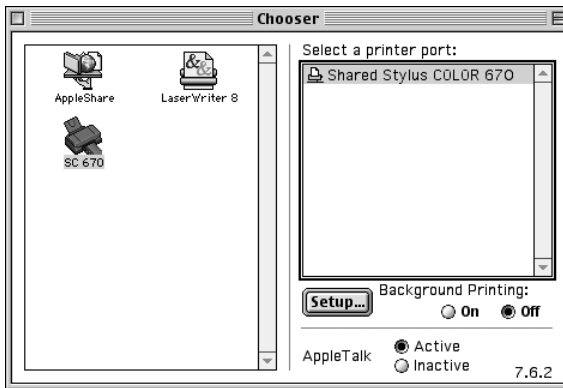 Chooser
AppleShare
LaserWriter 8
SC 670
Select a printer port:
Shared Stylus COLOR 670
Setup...
Background Printing:
On Off
AppleTalk
Active
Inactive
7.6.2